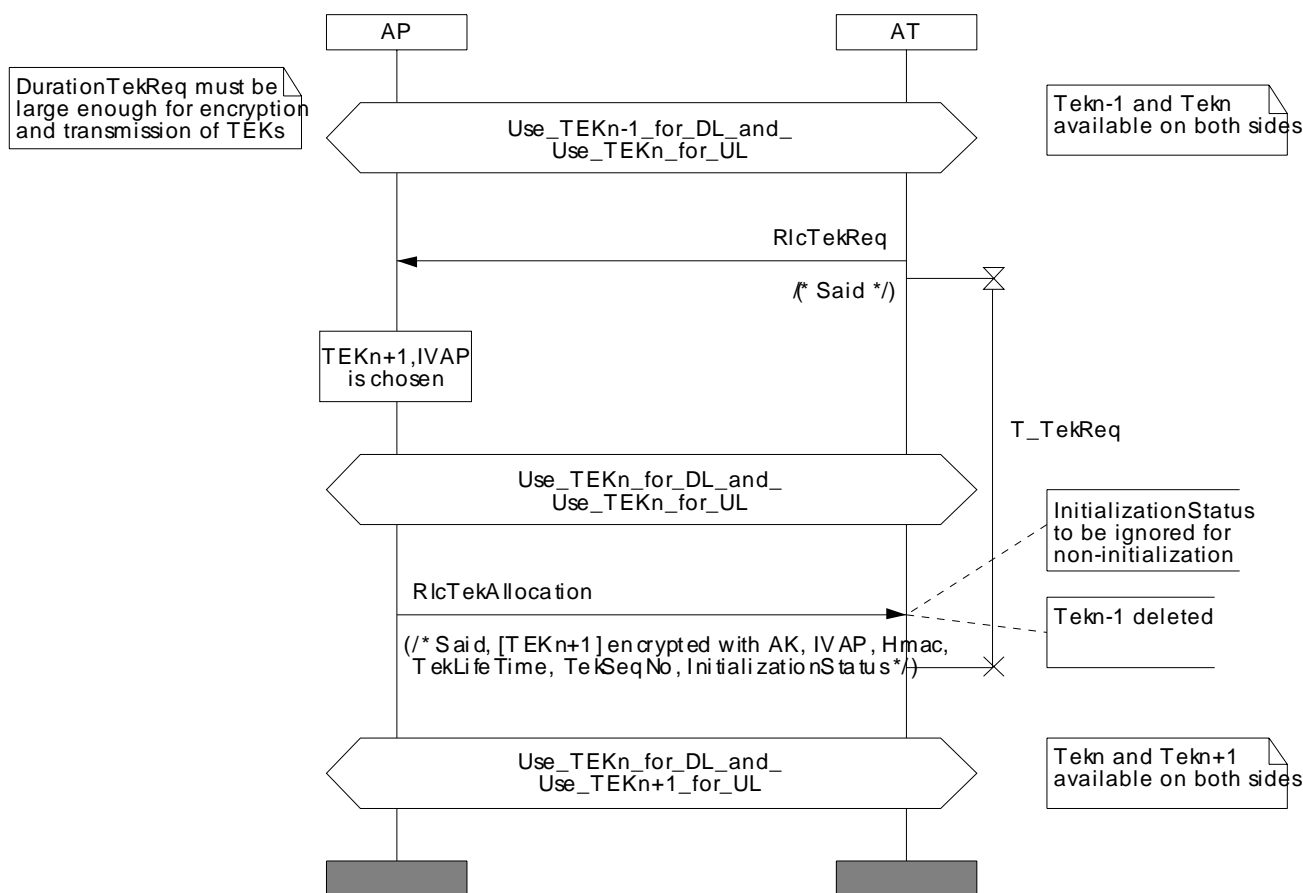 AP
AT
DurationTekReq must be
large enough for encryption
and transmission of TEKs
Use_TEKn-1_for_DL_and_
Use_TEKn_for_UL
Tekn-1 and Tekn
available on both sides
RlcTekReq
(/* Said */)
TEKn+1,IVAP
is chosen
T_TekReq
Use_TEKn_for_DL_and_
Use_TEKn_for_UL
InitializationStatus
to be ignored for
non-initialization
RlcTekAllocation
Tekn-1 deleted
(/* Said, [TEKn+1] encrypted with AK, IVAP, Hmac,
TekLifeTime, TekSeqNo, InitializationStatus*/)
Use_TEKn_for_DL_and_
Use_TEKn+1_for_UL
Tekn and Tekn+1
available on both sides